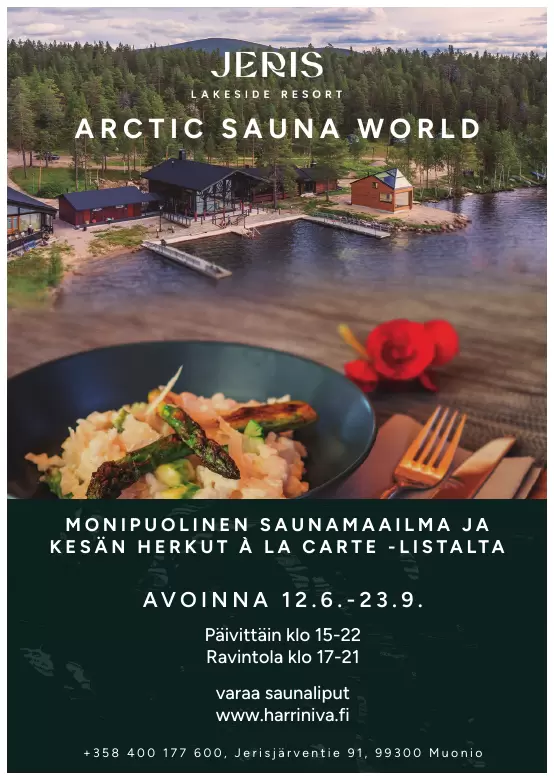 JERIS
LAKESIDE RESORT
ARCTIC SAUNA WORLD
MONIPUOLINEN SAUNAMAAILMA JA
KESÄN HERKUT À LA CARTE -LISTALTA
AVOINNA 12.6.-23.9.
Päivittäin klo 15-22
Ravintola klo 17-21
varaa saunaliput
www.harriniva.fi
+358 400 177 600, Jerisjärventie 91, 99300 Muonio